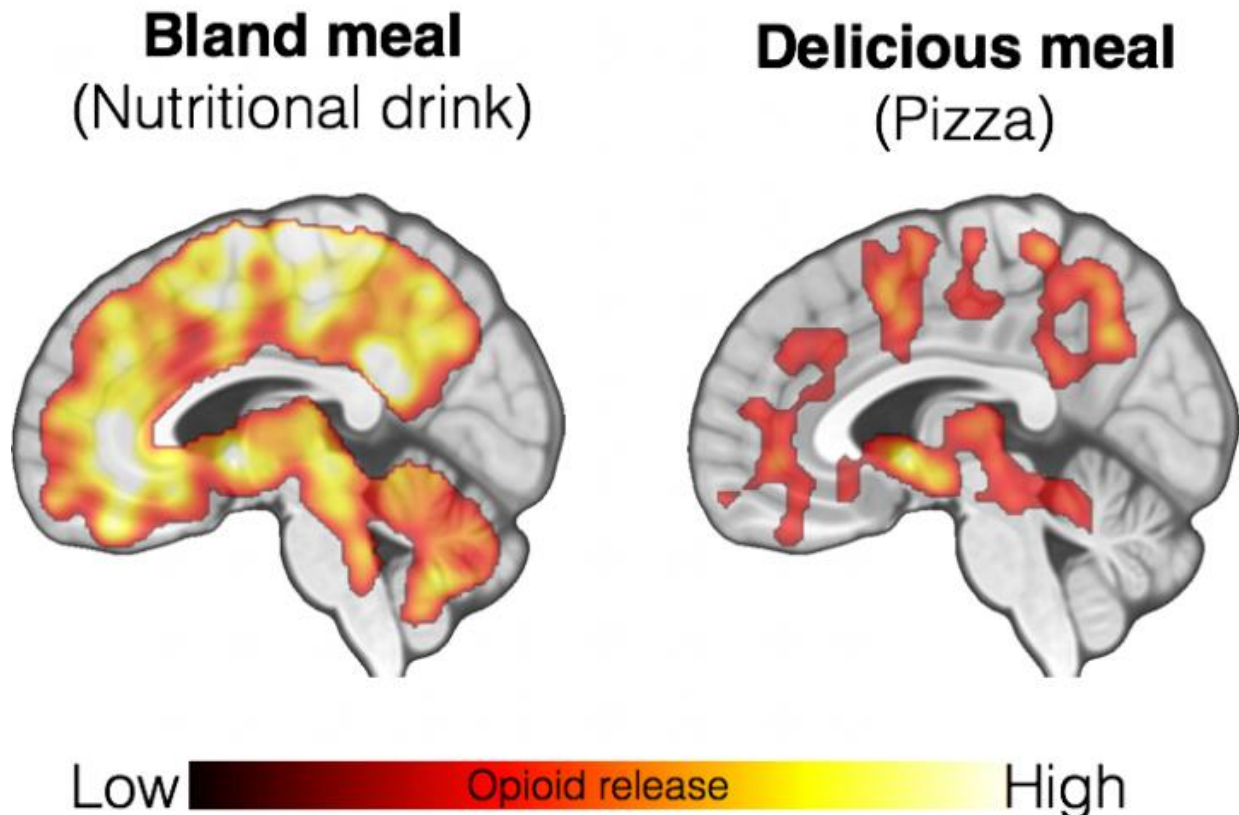 Bland meal
(Nutritional drink)
Delicious meal
(Pizza)
Low
Opioid release
High